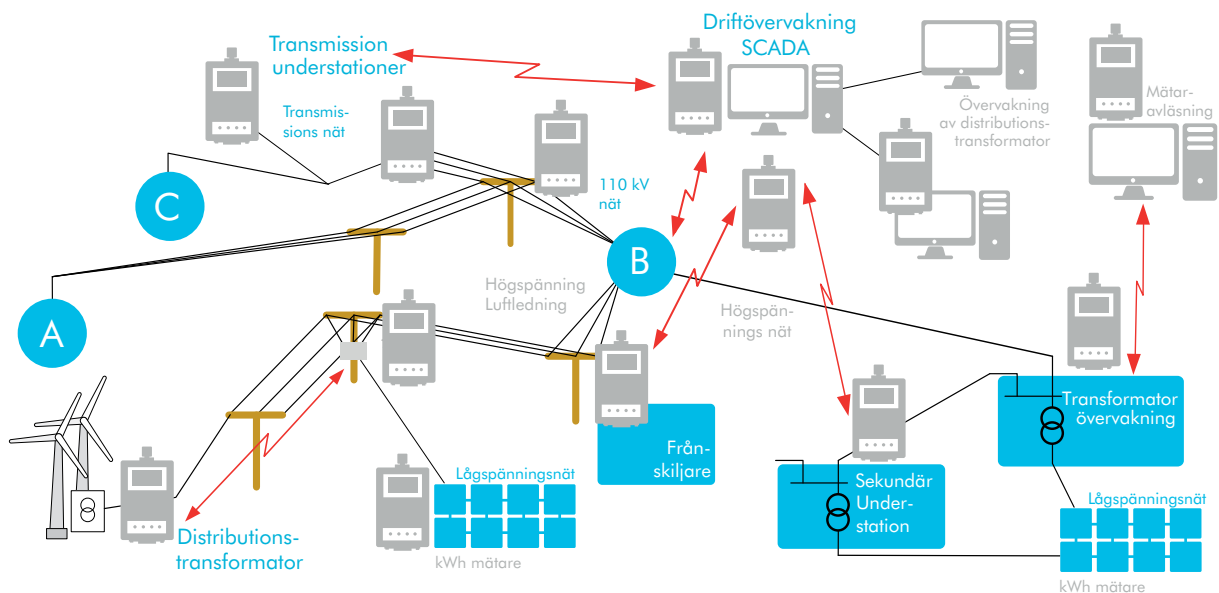 Transmission
understationer
Driftövervakning
SCADA
Transmis-
sions nät
Övervakning
av distributions-
transformator
Mätar-
avläsning
C
110 kV
nät
B
A
Högspänning
Luftledning
Högspän-
nings nät
Transformator
övervakning
Från-
skiljare
Lågspänningsnät
Sekundär
Under-
station
Lågspänningsnät
Distributions-
transformator
kWh mätare
kWh mätare